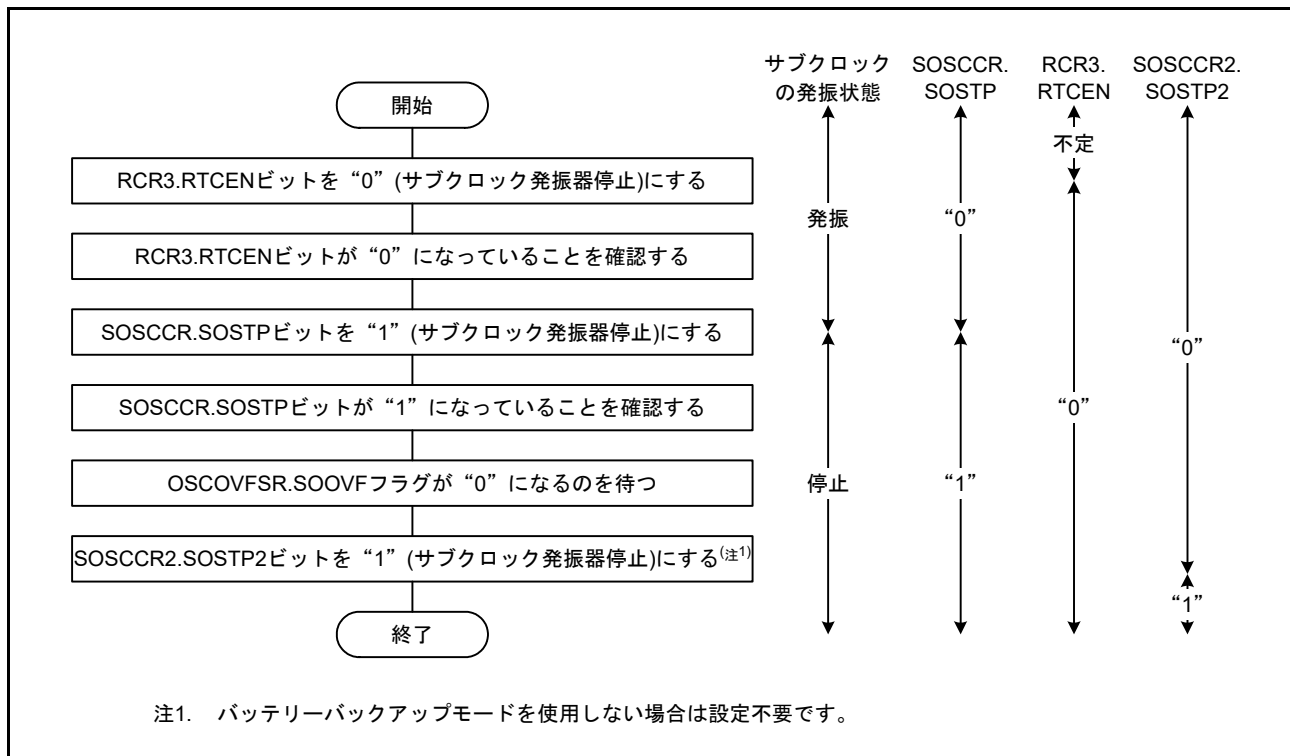 サブクロックの発振状態
SOSCCR.SOSTP
RCR3.RTCEN
SOSCCR2.SOSTP2
開始
RCR3.RTCENビットを“0”(サブクロック発振器停止)にする
RCR3.RTCENビットが“0”になっていることを確認する
SOSCCR.SOSTPビットを“1”(サブクロック発振器停止)にする
SOSCCR.SOSTPビットが“1”になっていることを確認する
OSCOVFSR.SOOVFフラグが“0”になるのを待つ
SOSCCR2.SOSTP2ビットを“1”(サブクロック発振器停止)にする(注1)
終了
発振
停止
“0”
“1”
不定
“0”
“0”
“1”
注1. バッテリーバックアップモードを使用しない場合は設定不要です。